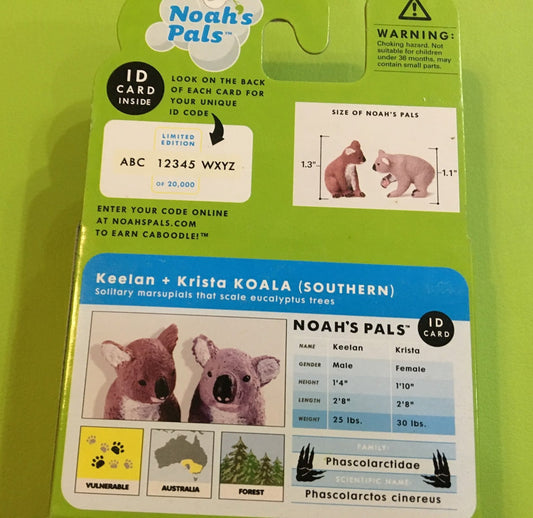 Noah's
Pals™
ID
CARD
INSIDE
LOOK ON THE BACK
OF EACH CARD FOR
YOUR UNIQUE
ID CODE
LIMITED
EDITION
ABC 12345 WXYZ
OF 20,000
ENTER YOUR CODE ONLINE
AT NOAHSPALS.COM
TO EARN CABOODLE!™
WARNING:
Choking hazard. Not
suitable for children
under 36 months, may
contain small parts.
SIZE OF NOAH'S PALS
1.3"
1.1"
Keelan + Krista KOALA (SOUTHERN)
Solitary marsupials that scale eucalyptus trees
NOAH'S PALS™
ID
CARD
NAME Keelan Krista
GENDER Male Female
HEIGHT 1'4" 1'10"
LENGTH 2'8" 2'8"
WEIGHT 25 lbs. 30 lbs.
FAMILY:
Phascolarctidae
SCIENTIFIC NAME:
Phascolarctos cinereus
VULNERABLE
AUSTRALIA
FOREST